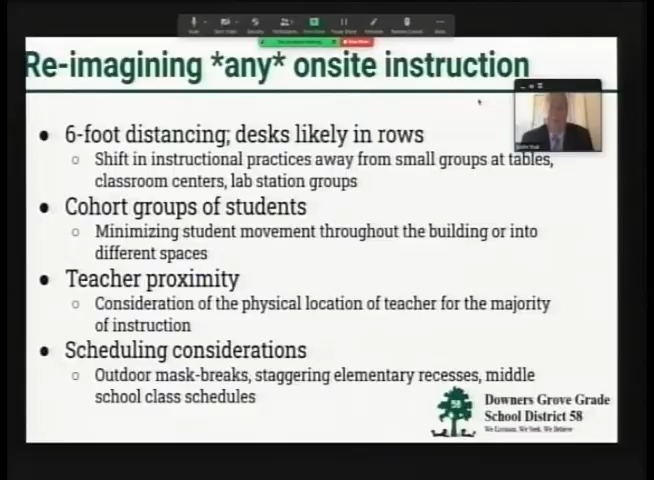 Re-imagining *any* onsite instruction
● 6-foot distancing; desks likely in rows
○ Shift in instructional practices away from small groups at tables,
classroom centers, lab station groups
● Cohort groups of students
○ Minimizing student movement throughout the building or into
different spaces
● Teacher proximity
○ Consideration of the physical location of teacher for the majority
of instruction
● Scheduling considerations
○ Outdoor mask-breaks, staggering elementary recesses, middle
school class schedules
58
Downers Grove Grade
School District 58